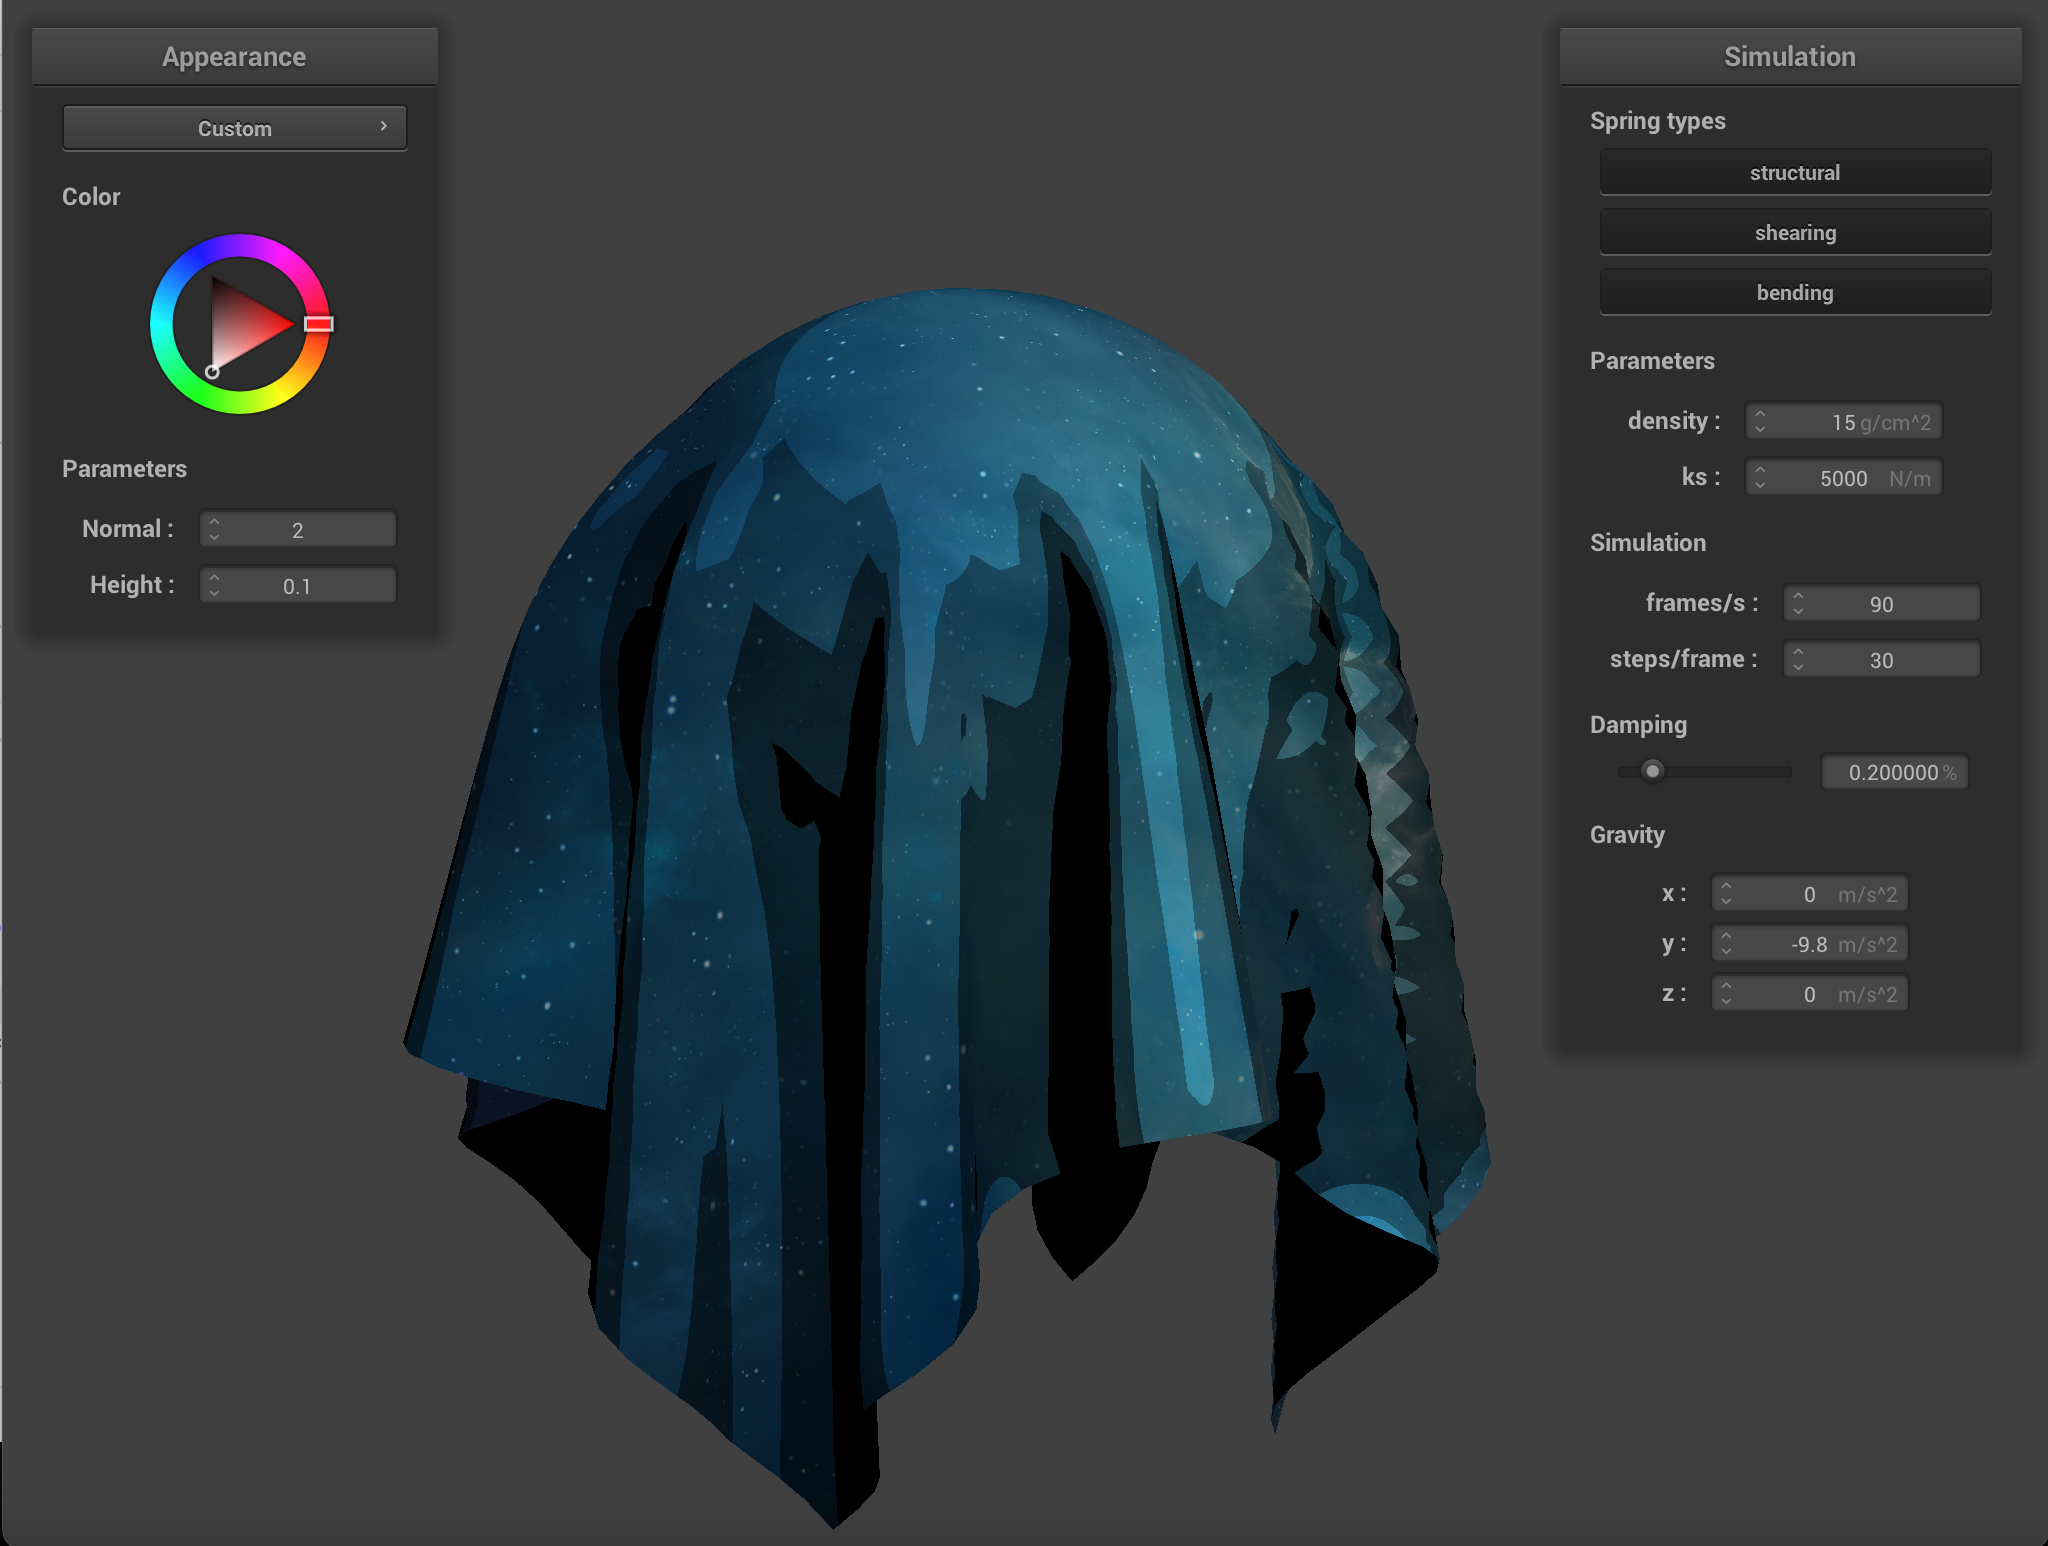 Appearance
Custom
Color
Parameters
Normal : 2
Height : 0.1
Simulation
Spring types
structural
shearing
bending
Parameters
density : 15 g/cm^2
ks : 5000 N/m
Simulation
frames/s : 90
steps/frame : 30
Damping
0.200000 %
Gravity
x : 0 m/s^2
y : -9.8 m/s^2
z : 0 m/s^2